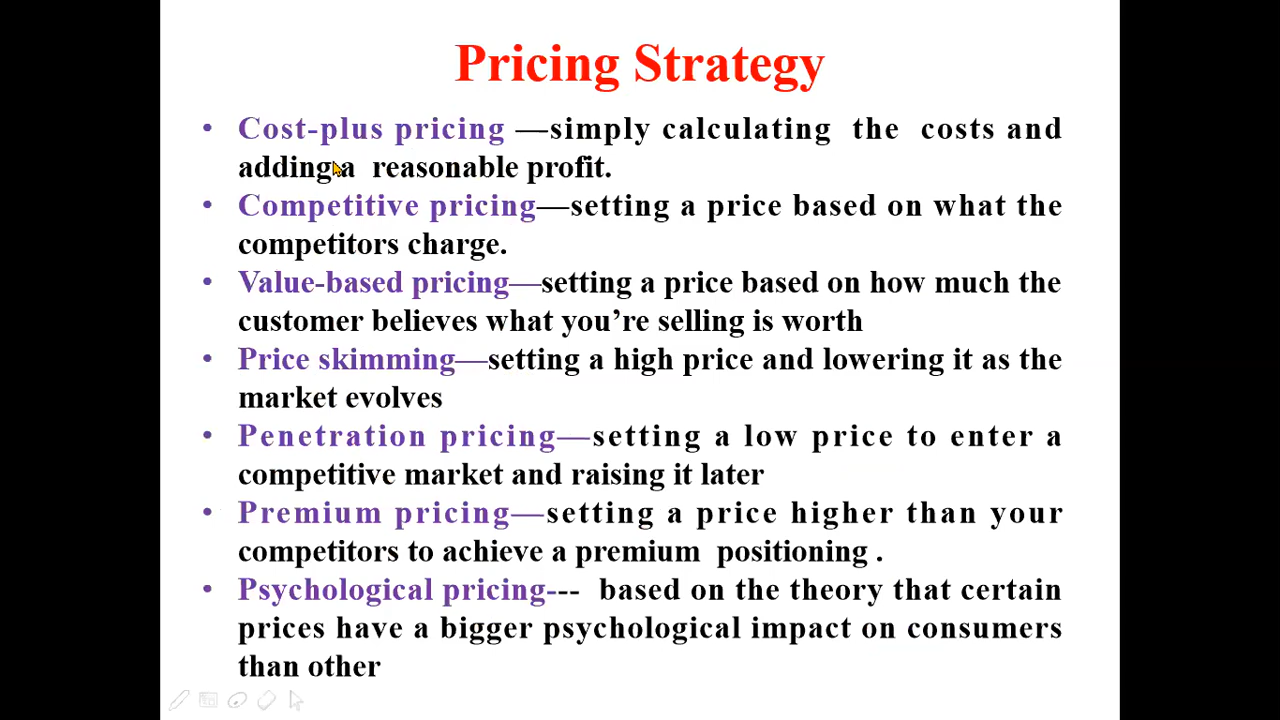 Pricing Strategy
• Cost-plus pricing —simply calculating the costs and
adding a reasonable profit.
• Competitive pricing—setting a price based on what the
competitors charge.
• Value-based pricing—setting a price based on how much the
customer believes what you’re selling is worth
• Price skimming—setting a high price and lowering it as the
market evolves
• Penetration pricing—setting a low price to enter a
competitive market and raising it later
• Premium pricing—setting a price higher than your
competitors to achieve a premium positioning .
• Psychological pricing--- based on the theory that certain
prices have a bigger psychological impact on consumers
than other